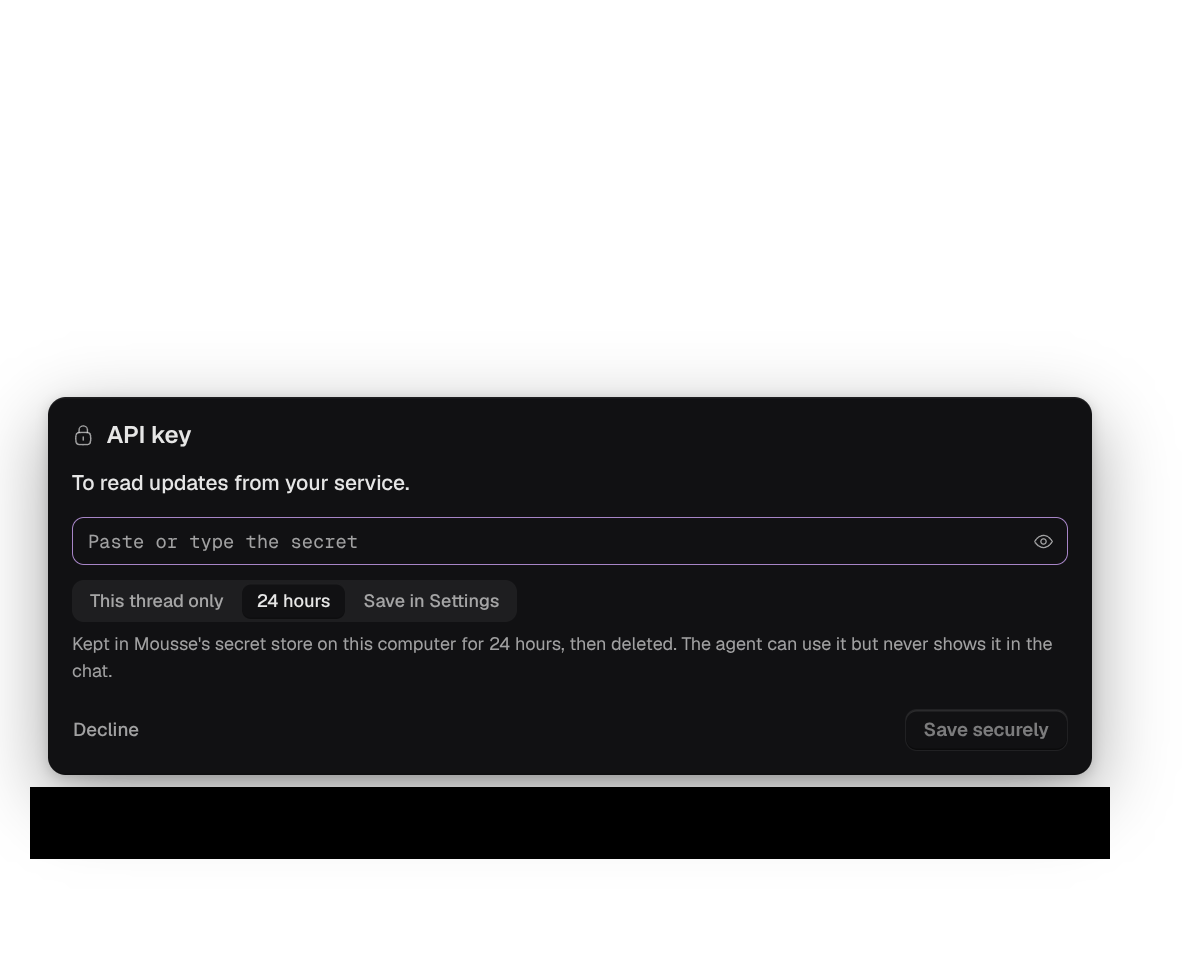 API key
To read updates from your service.
Paste or type the secret
This thread only 24 hours Save in Settings
Kept in Mousse's secret store on this computer for 24 hours, then deleted. The agent can use it but never shows it in the
chat.
Decline Save securely